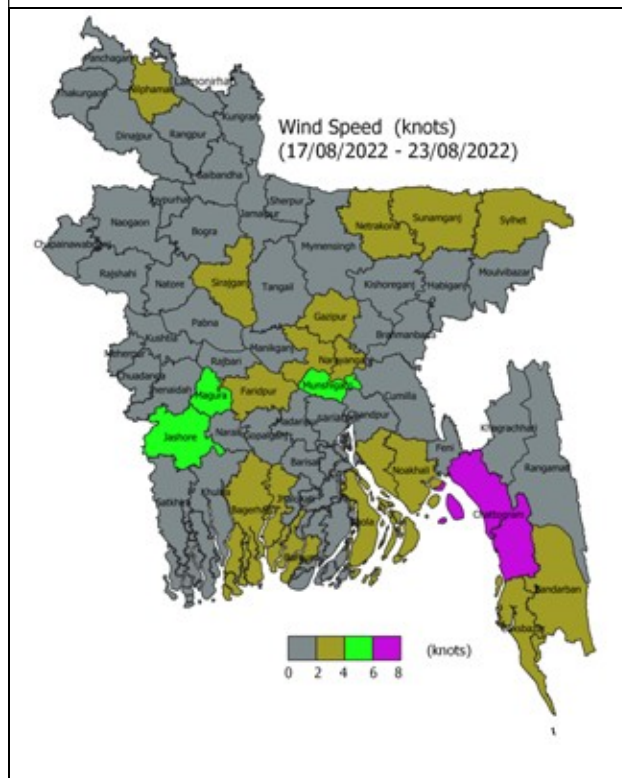 Panchagarh
Nilphamari
Lalmonirhat
Thakurgaon
Kurigram
Dinajpur
Rangpur
Wind Speed (knots)
(17/08/2022 - 23/08/2022)
Gaibandha
Joypurhat
Sherpur
Jamalpur
Naogaon
Bogra
Netrakona
Sunamganj
Sylhet
Mymensingh
Chapainawabganj
Rajshahi
Natore
Sirajganj
Tangail
Kishoreganj
Habiganj
Moulvibazar
Gazipur
Pabna
Kushtia
Meherpur
Manikganj
Rajbari
Narayanganj
Chuadanga
Jhenaidah
Magura
Faridpur
Munshiganj
Cumilla
Chandpur
Khagrachhari
Jashore
Narail
Gopalganj
Feni
Rangamati
Barisal
Noakhali
Satkhira
Khulna
Bagerhat
Bhola
Chattogram
Bandarban
Coxsbazar
(knots)
0 2 4 6 8